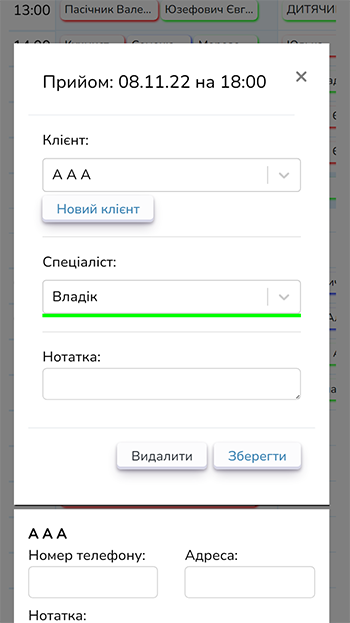 13:00
Пасічник Вале...
Юзефович Євг...
ДИТЯЧИ
Прийом: 08.11.22 на 18:00
Клієнт:
А А А
Новий клієнт
Спеціаліст:
Владік
Нотатка:
Видалити
Зберегти
А А А
Номер телефону:
Адреса:
Нотатка: